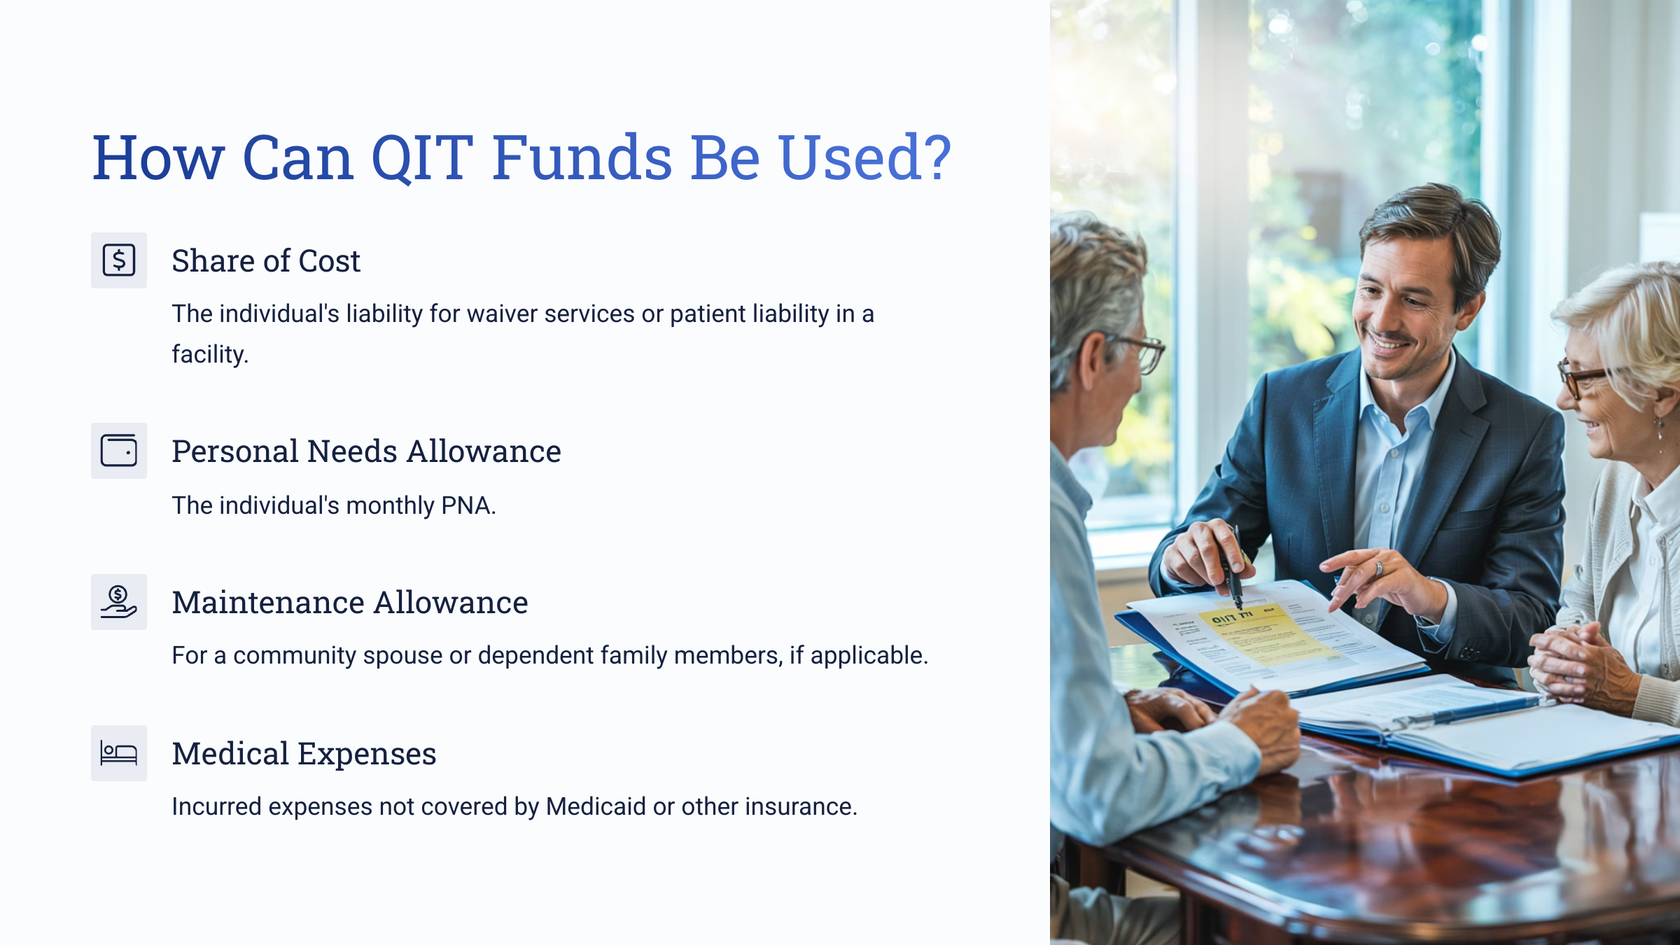 How Can QIT Funds Be Used?
Share of Cost
The individual's liability for waiver services or patient liability in a
facility.
Personal Needs Allowance
The individual's monthly PNA.
Maintenance Allowance
For a community spouse or dependent family members, if applicable.
Medical Expenses
Incurred expenses not covered by Medicaid or other insurance.